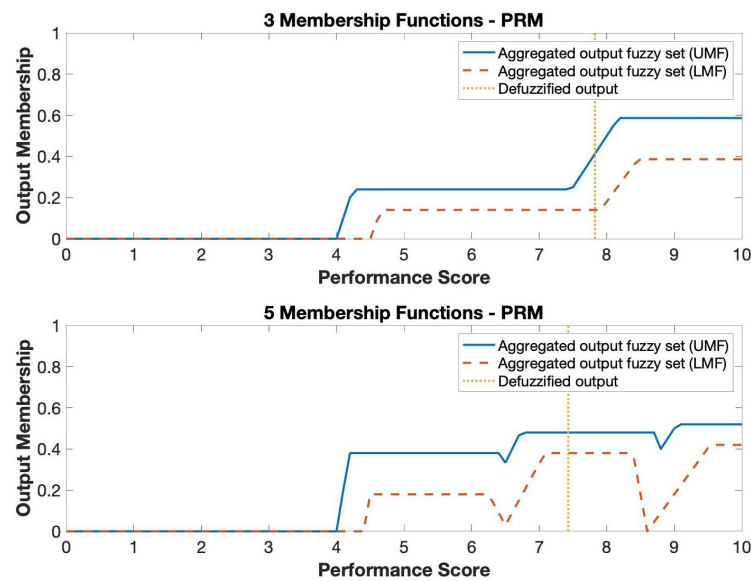 3 Membership Functions - PRM
Output Membership
1
0.8
0.6
0.4
0.2
0
Aggregated output fuzzy set (UMF)
Aggregated output fuzzy set (LMF)
Defuzzified output
0 1 2 3 4 5 6 7 8 9 10
Performance Score
5 Membership Functions - PRM
Output Membership
1
0.8
0.6
0.4
0.2
0
Aggregated output fuzzy set (UMF)
Aggregated output fuzzy set (LMF)
Defuzzified output
0 1 2 3 4 5 6 7 8 9 10
Performance Score